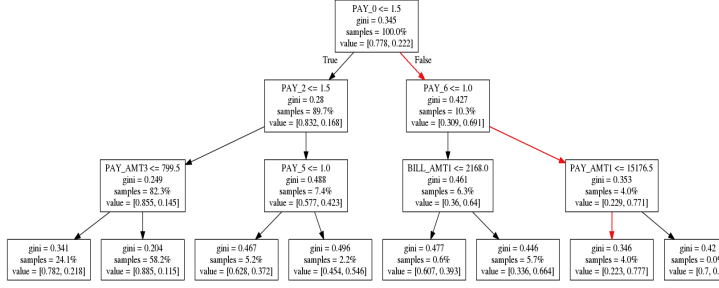 PAY_0 <= 1.5
gini = 0.345
samples = 100.0%
value = [0.778, 0.222]
True
False
PAY_2 <= 1.5
gini = 0.28
samples = 89.7%
value = [0.832, 0.168]
PAY_6 <= 1.0
gini = 0.427
samples = 10.3%
value = [0.309, 0.691]
PAY_AMT3 <= 799.5
gini = 0.249
samples = 82.3%
value = [0.855, 0.145]
PAY_5 <= 1.0
gini = 0.488
samples = 7.4%
value = [0.577, 0.423]
BILL_AMT1 <= 2168.0
gini = 0.461
samples = 6.3%
value = [0.36, 0.64]
PAY_AMT1 <= 15176.5
gini = 0.353
samples = 4.0%
value = [0.229, 0.771]
gini = 0.341
samples = 24.1%
value = [0.782, 0.218]
gini = 0.204
samples = 58.2%
value = [0.885, 0.115]
gini = 0.467
samples = 5.2%
value = [0.628, 0.372]
gini = 0.496
samples = 2.2%
value = [0.454, 0.546]
gini = 0.477
samples = 0.6%
value = [0.607, 0.393]
gini = 0.446
samples = 5.7%
value = [0.336, 0.664]
gini = 0.346
samples = 4.0%
value = [0.223, 0.777]
gini = 0.42
samples = 0.0
value = [0.7, 0.